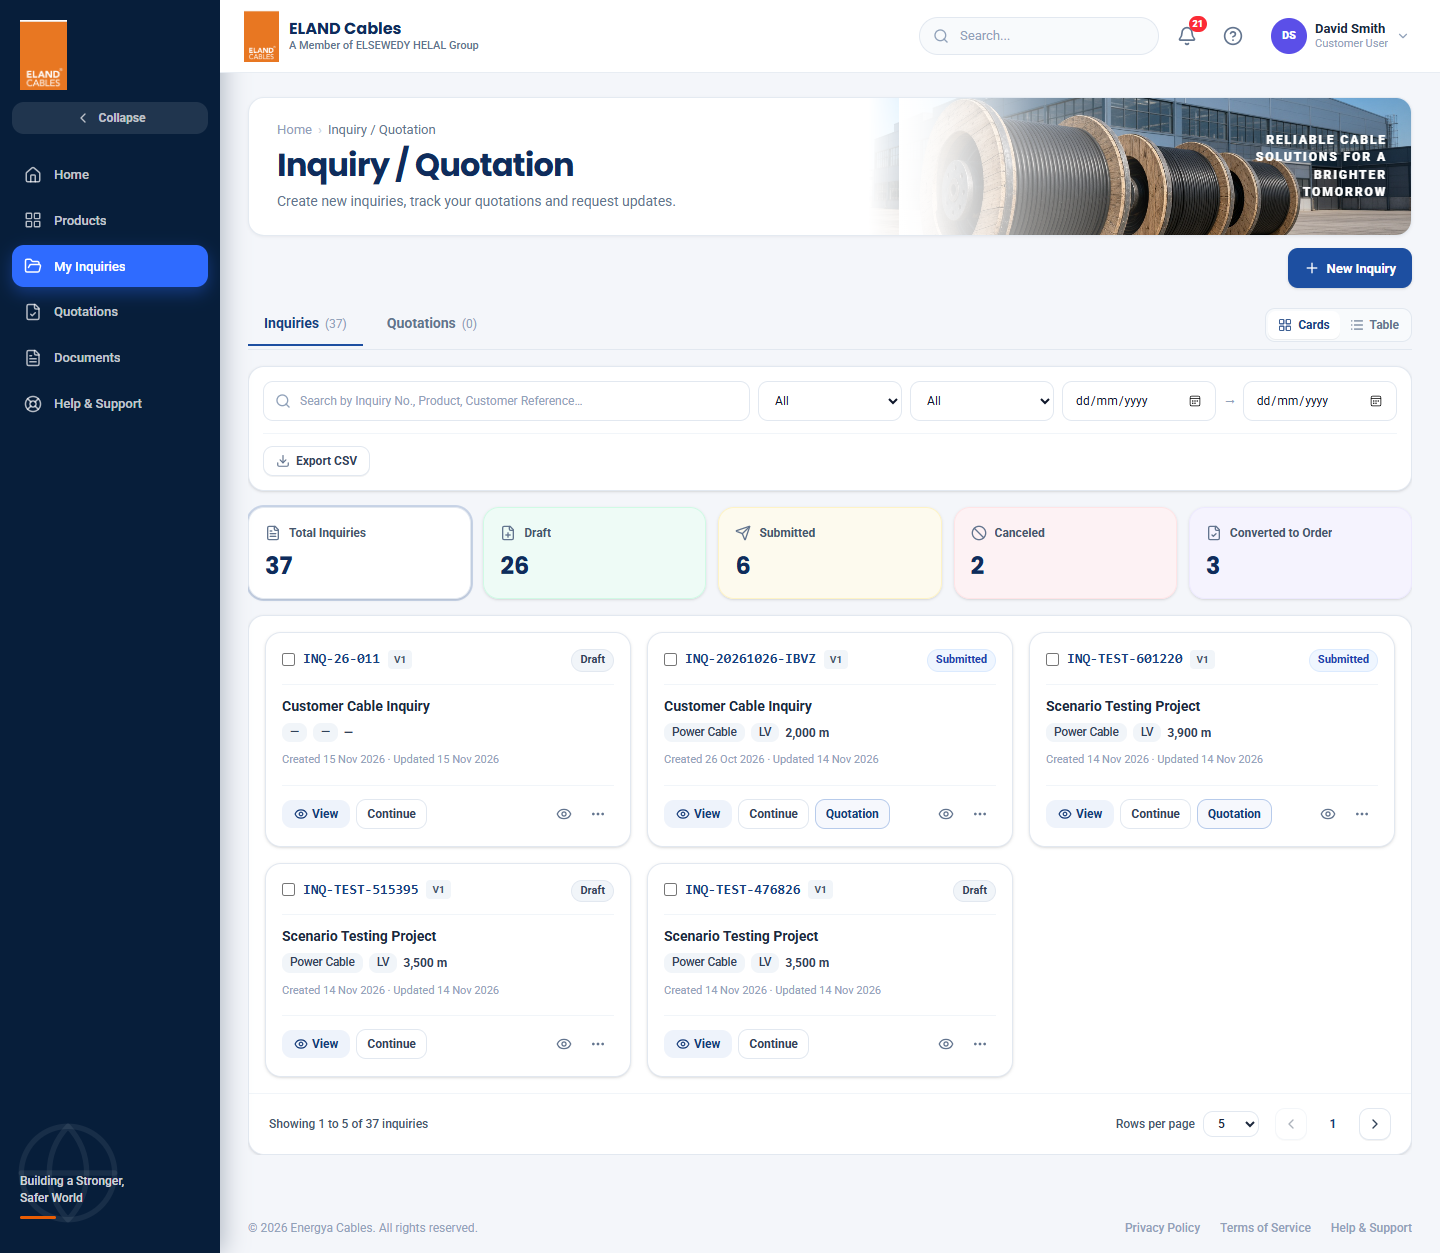 ELAND
CABLES
Collapse
Home
Products
My Inquiries
Quotations
Documents
Help & Support
Building a Stronger,
Safer World
ELAND
CABLES
ELAND Cables
A Member of ELSEWEDY HELAL Group
Search...
21
DS
David Smith
Customer User
Home › Inquiry / Quotation
Inquiry / Quotation
Create new inquiries, track your quotations and request updates.
RELIABLE CABLE
SOLUTIONS FOR A
BRIGHTER
TOMORROW
+ New Inquiry
Inquiries (37) Quotations (0)
Cards Table
Search by Inquiry No., Product, Customer Reference...
All
All
dd/mm/yyyy → dd/mm/yyyy
Export CSV
Total Inquiries
37
Draft
26
Submitted
6
Canceled
2
Converted to Order
3
INQ-26-011 V1 Draft
Customer Cable Inquiry
— — —
Created 15 Nov 2026 · Updated 15 Nov 2026
View Continue
INQ-20261026-IBVZ V1 Submitted
Customer Cable Inquiry
Power Cable LV 2,000 m
Created 26 Oct 2026 · Updated 14 Nov 2026
View Continue Quotation
INQ-TEST-601220 V1 Submitted
Scenario Testing Project
Power Cable LV 3,900 m
Created 14 Nov 2026 · Updated 14 Nov 2026
View Continue Quotation
INQ-TEST-515395 V1 Draft
Scenario Testing Project
Power Cable LV 3,500 m
Created 14 Nov 2026 · Updated 14 Nov 2026
View Continue
INQ-TEST-476826 V1 Draft
Scenario Testing Project
Power Cable LV 3,500 m
Created 14 Nov 2026 · Updated 14 Nov 2026
View Continue
Showing 1 to 5 of 37 inquiries
Rows per page 5 1
© 2026 Energya Cables. All rights reserved.
Privacy Policy Terms of Service Help & Support